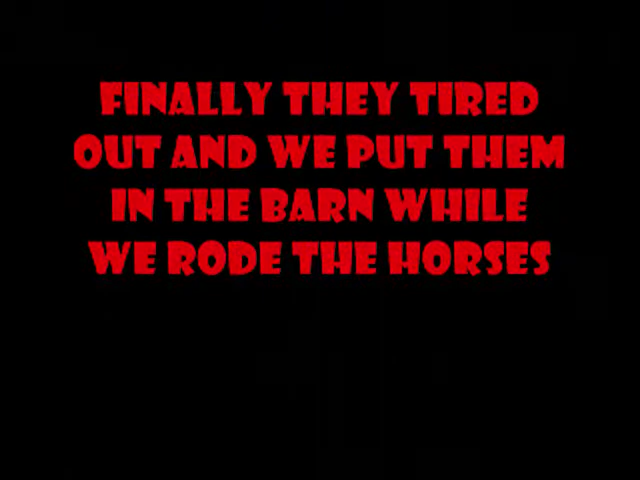 FINALLY THEY TIRED
OUT AND WE PUT THEM
IN THE BARN WHILE
WE RODE THE HORSES